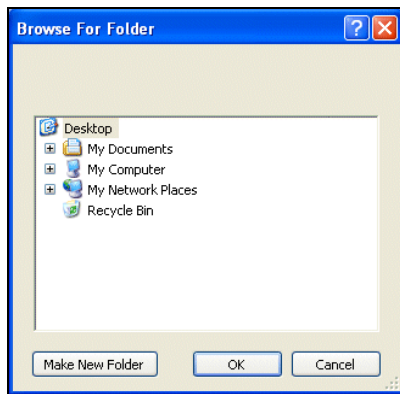 Browse For Folder
Desktop
My Documents
My Computer
My Network Places
Recycle Bin
Make New Folder OK Cancel